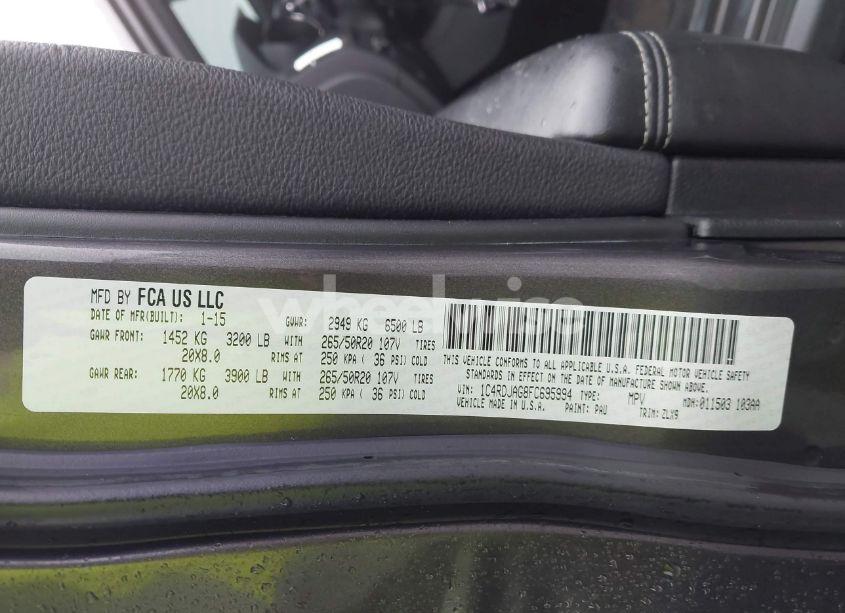 wheelwise
MFD BY FCA US LLC
DATE OF MFR(BUILT): 1-15 GVWR: 2949 KG 6500 LB
GAWR FRONT: 1452 KG 3200 LB WITH 265/50R20 107V TIRES
20X8.0 RIMS AT 250 KPA ( 36 PSI) COLD
GAWR REAR: 1770 KG 3900 LB WITH 265/50R20 107V TIRES
20X8.0 RIMS AT 250 KPA ( 36 PSI) COLD
THIS VEHICLE CONFORMS TO ALL APPLICABLE U.S.A. FEDERAL MOTOR VEHICLE SAFETY
STANDARDS IN EFFECT ON THE DATE OF MANUFACTURE SHOWN ABOVE.
VIN: 1C4RDJAG8FC695994 TYPE: MPV MDH: 011503 103AA
VEHICLE MADE IN U.S.A. PAINT: PAU TRIM: ZLX9